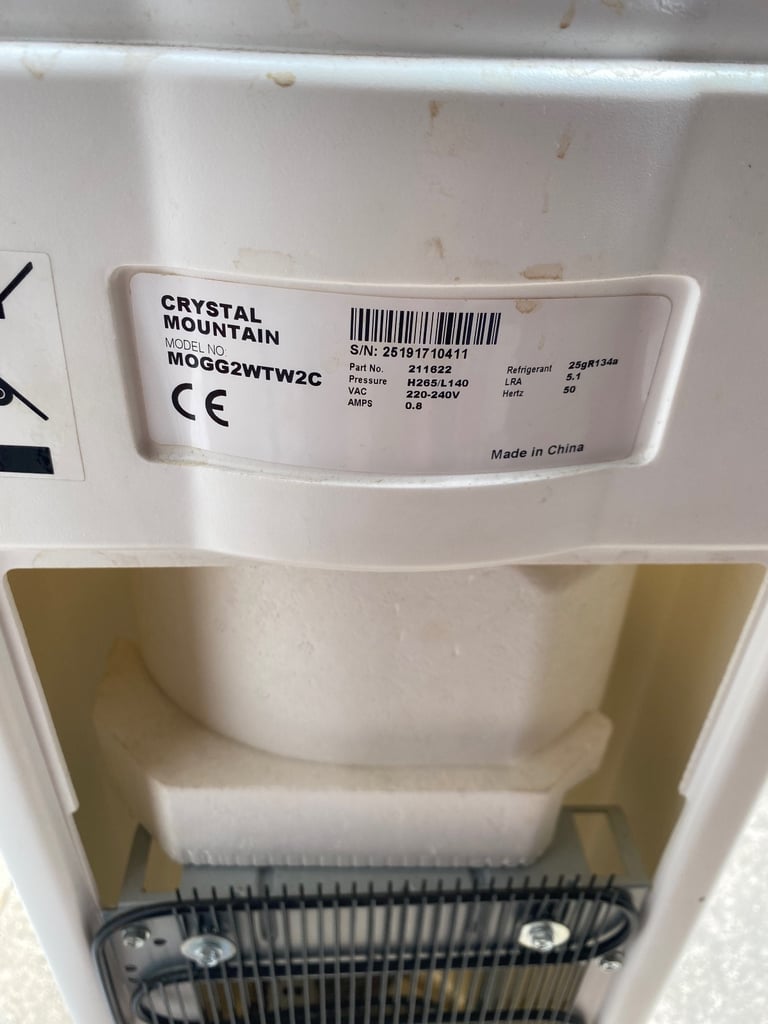 CRYSTAL
MOUNTAIN
MODEL NO:
MOGG2WTW2C
CE
S/N: 25191710411
Part No. 211622
Pressure H265/L140
VAC 220-240V
AMPS 0.8
Refrigerant 25gR134a
LRA 5.1
Hertz 50
Made in China